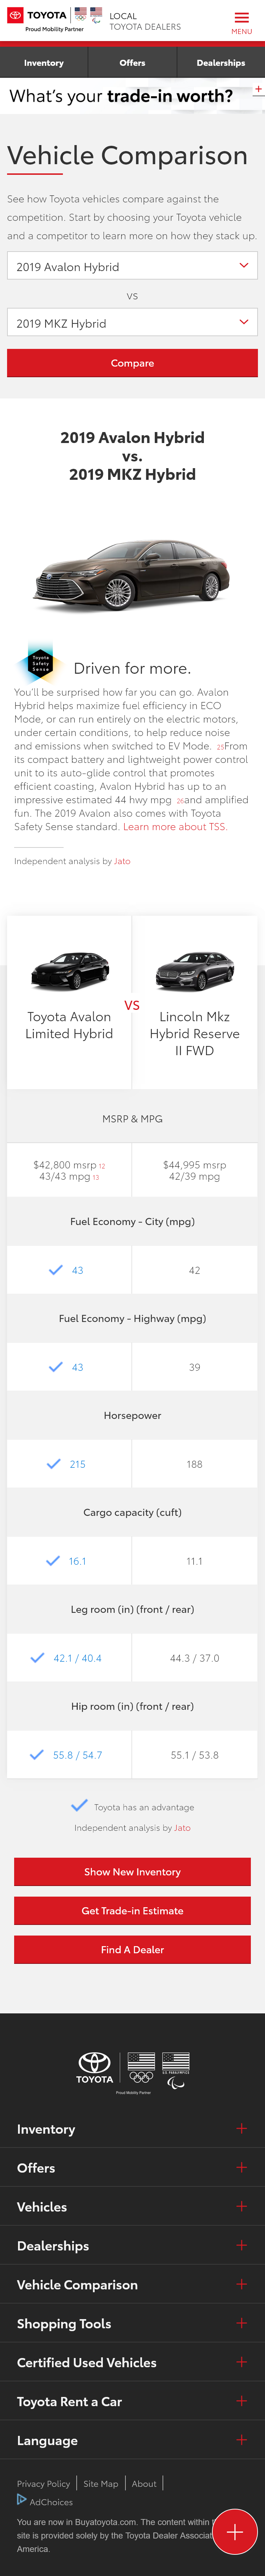 TOYOTA
Proud Mobility Partner
LOCAL
TOYOTA DEALERS
MENU
Inventory
Offers
Dealerships
What's your trade-in worth?
Vehicle Comparison
See how Toyota vehicles compare against the
competition. Start by choosing your Toyota vehicle
and a competitor to learn more on how they stack up.
2019 Avalon Hybrid
VS
2019 MKZ Hybrid
Compare
2019 Avalon Hybrid
vs.
2019 MKZ Hybrid
Toyota
Safety
Sense
Driven for more.
You'll be surprised how far you can go. Avalon
Hybrid helps maximize fuel efficiency in ECO
Mode, or can run entirely on the electric motors,
under certain conditions, to help reduce noise
and emissions when switched to EV Mode. 25From
its compact battery and lightweight power control
unit to its auto-glide control that promotes
efficient coasting, Avalon Hybrid has up to an
impressive estimated 44 hwy mpg 26and amplified
fun. The 2019 Avalon also comes with Toyota
Safety Sense standard. Learn more about TSS.
Independent analysis by Jato
Toyota Avalon
Limited Hybrid
VS
Lincoln Mkz
Hybrid Reserve
II FWD
MSRP & MPG
$42,800 msrp 12
43/43 mpg 13
$44,995 msrp
42/39 mpg
Fuel Economy - City (mpg)
43
42
Fuel Economy - Highway (mpg)
43
39
Horsepower
215
188
Cargo capacity (cuft)
16.1
11.1
Leg room (in) (front / rear)
42.1 / 40.4
44.3 / 37.0
Hip room (in) (front / rear)
55.8 / 54.7
55.1 / 53.8
Toyota has an advantage
Independent analysis by Jato
Show New Inventory
Get Trade-in Estimate
Find A Dealer
TOYOTA
U.S. PARALYMPICS
Proud Mobility Partner
Inventory
Offers
Vehicles
Dealerships
Vehicle Comparison
Shopping Tools
Certified Used Vehicles
Toyota Rent a Car
Language
Privacy Policy
Site Map
About
AdChoices
You are now in Buyatoyota.com. The content within
site is provided solely by the Toyota Dealer
America.